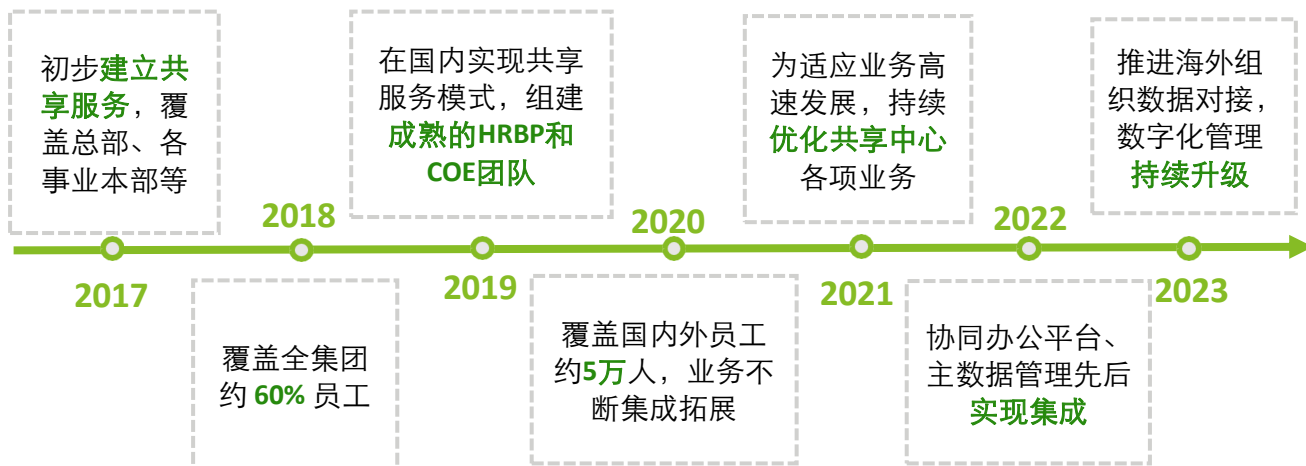 初步建立共
享服务，覆
盖总部、各
事业本部等
2017
2018
覆盖全集团
约 60% 员工
在国内实现共享
服务模式，组建
成熟的HRBP和
COE团队
2019
2020
覆盖国内外员工
约5万人，业务不
断集成拓展
为适应业务高
速发展，持续
优化共享中心
各项业务
2021
2022
协同办公平台、
主数据管理先后
实现集成
推进海外组
织数据对接，
数字化管理
持续升级
2023